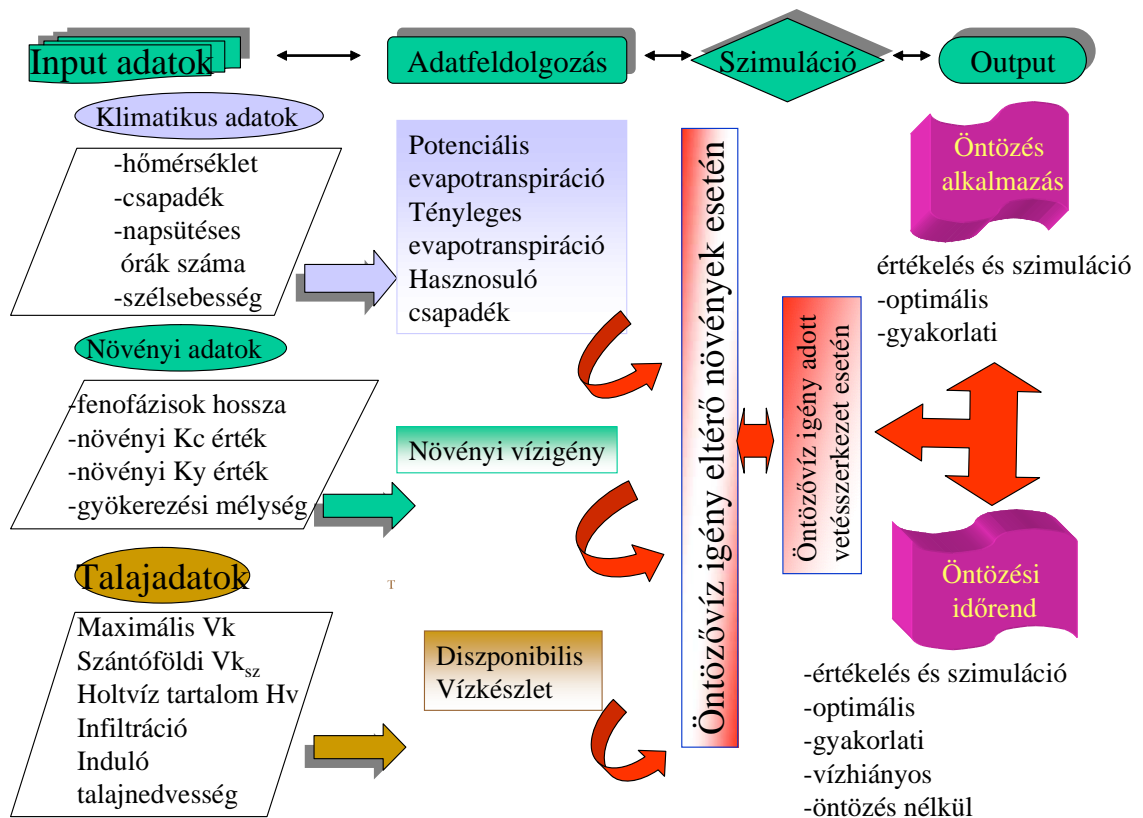 Input adatok
Adatfeldolgozás
Szimuláció
Output
Klimatikus adatok
-hőmérséklet
-csapadék
-napsütéses
órák száma
-szélsebesség
Potenciális
evapotranspiráció
Tényleges
evapotranspiráció
Hasznosuló
csapadék
Növényi adatok
-fenofázisok hossza
-növényi Kc érték
-növényi Ky érték
-gyökerezési mélység
Növényi vízigény
Talajadatok
T
Maximális Vk
Szántóföldi Vksz
Holtvíz tartalom Hv
Infiltráció
Induló
talajnedvesség
Diszponibilis
Vízkészlet
Öntözővíz igény eltérő növények esetén
Öntözővíz igény adott
vetésszerkezet esetén
Öntözés
alkalmazás
értékelés és szimuláció
-optimális
-gyakorlati
Öntözési
időrend
-értékelés és szimuláció
-optimális
-gyakorlati
-vízhiányos
-öntözés nélkül